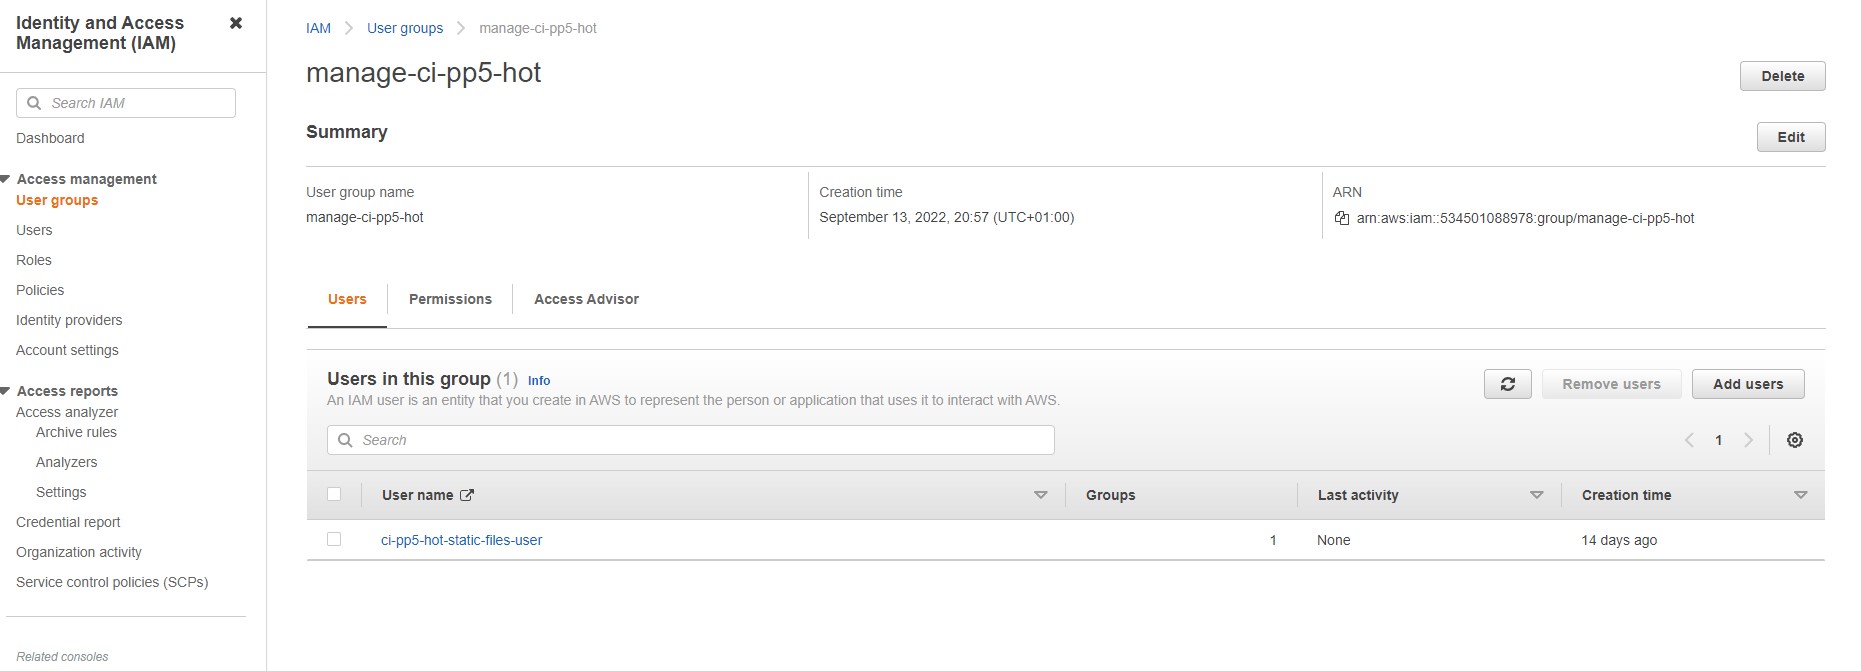 Identity and Access
Management (IAM)
Search IAM
Dashboard
Access management
User groups
Users
Roles
Policies
Identity providers
Account settings
Access reports
Access analyzer
Archive rules
Analyzers
Settings
Credential report
Organization activity
Service control policies (SCPs)
Related consoles
IAM User groups manage-ci-pp5-hot
manage-ci-pp5-hot
Delete
Summary
Edit
User group name
manage-ci-pp5-hot
Creation time
September 13, 2022, 20:57 (UTC+01:00)
ARN
arn:aws:iam::534501088978:group/manage-ci-pp5-hot
Users Permissions Access Advisor
Users in this group (1) Info
An IAM user is an entity that you create in AWS to represent the person or application that uses it to interact with AWS.
Remove users
Add users
Search
1
User name Groups Last activity Creation time
ci-pp5-hot-static-files-user 1 None 14 days ago